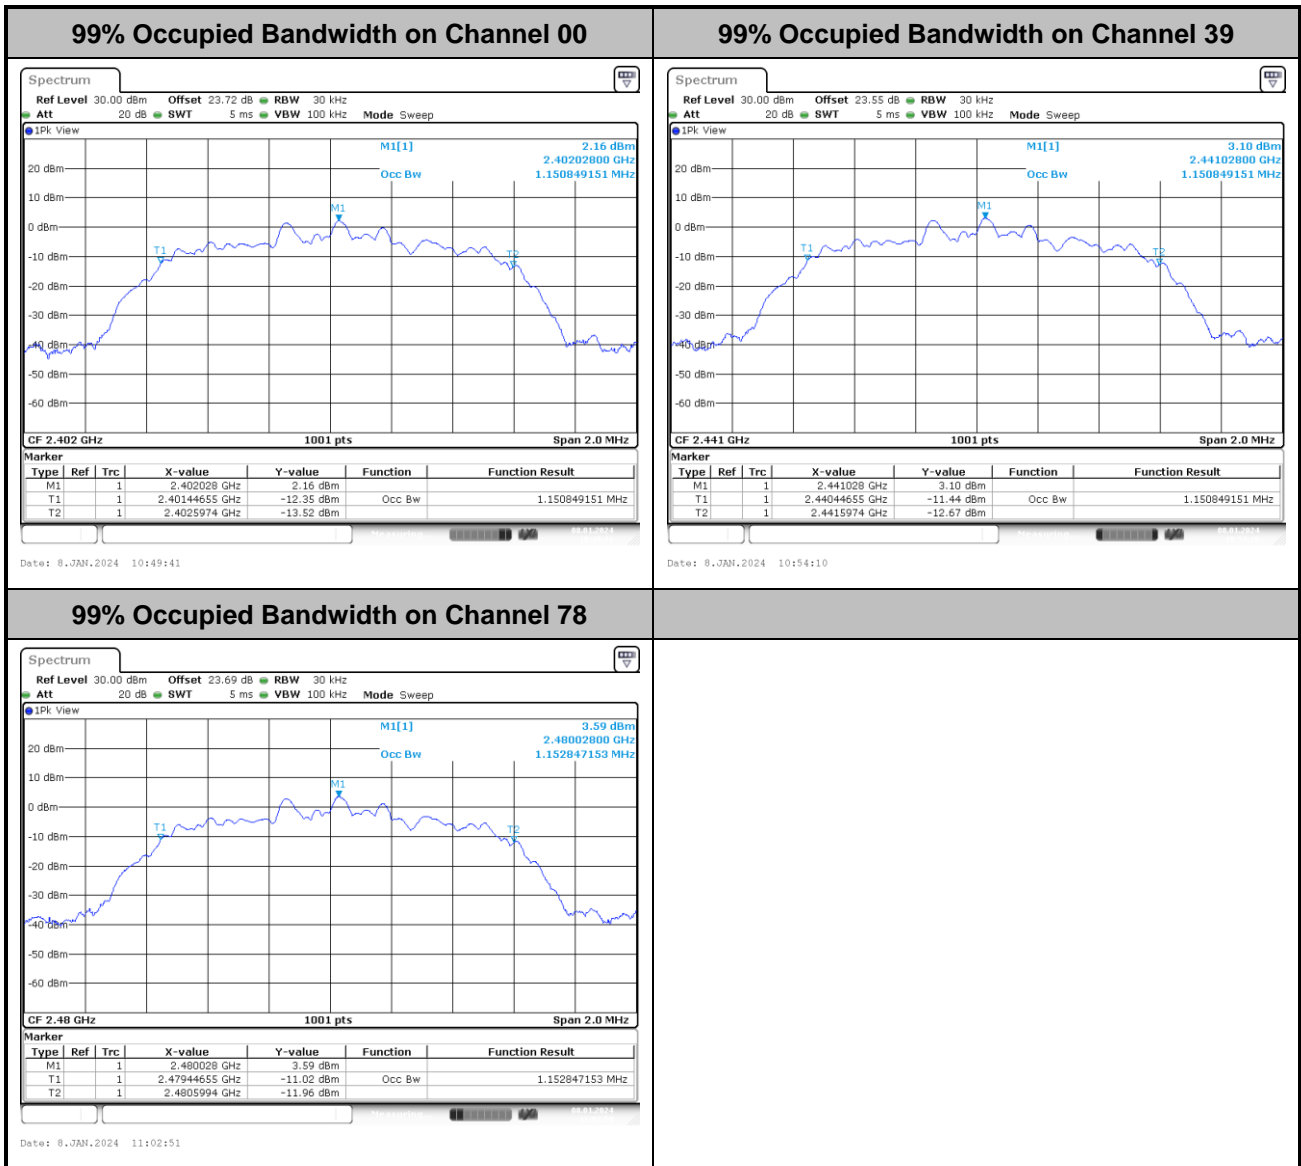 99% Occupied Bandwidth on Channel 00
Spectrum
Ref Level 30.00 dBm Offset 23.72 dB RBW 30 kHz
Att 20 dB SWT 5 ms VBW 100 kHz Mode Sweep
1Pk View
M1[1] 2.16 dBm
2.40202800 GHz
Occ Bw 1.150849151 MHz
20 dBm
10 dBm
0 dBm
-10 dBm
-20 dBm
-30 dBm
-40 dBm
-50 dBm
-60 dBm
M1
T1
T2
CF 2.402 GHz 1001 pts Span 2.0 MHz
Marker
Type Ref Trc X-value Y-value Function Function Result
M1 1 2.402028 GHz 2.16 dBm
T1 1 2.40144655 GHz -12.35 dBm Occ Bw 1.150849151 MHz
T2 1 2.4025974 GHz -13.52 dBm
Date: 8.JAN.2024 10:49:41
99% Occupied Bandwidth on Channel 39
Spectrum
Ref Level 30.00 dBm Offset 23.55 dB RBW 30 kHz
Att 20 dB SWT 5 ms VBW 100 kHz Mode Sweep
1Pk View
M1[1] 3.10 dBm
2.44102800 GHz
Occ Bw 1.150849151 MHz
20 dBm
10 dBm
0 dBm
-10 dBm
-20 dBm
-30 dBm
-40 dBm
-50 dBm
-60 dBm
M1
T1
T2
CF 2.441 GHz 1001 pts Span 2.0 MHz
Marker
Type Ref Trc X-value Y-value Function Function Result
M1 1 2.441028 GHz 3.10 dBm
T1 1 2.44044655 GHz -11.44 dBm Occ Bw 1.150849151 MHz
T2 1 2.4415974 GHz -12.67 dBm
Date: 8.JAN.2024 10:54:10
99% Occupied Bandwidth on Channel 78
Spectrum
Ref Level 30.00 dBm Offset 23.69 dB RBW 30 kHz
Att 20 dB SWT 5 ms VBW 100 kHz Mode Sweep
1Pk View
M1[1] 3.59 dBm
2.48002800 GHz
Occ Bw 1.152847153 MHz
20 dBm
10 dBm
0 dBm
-10 dBm
-20 dBm
-30 dBm
-40 dBm
-50 dBm
-60 dBm
M1
T1
T2
CF 2.48 GHz 1001 pts Span 2.0 MHz
Marker
Type Ref Trc X-value Y-value Function Function Result
M1 1 2.480028 GHz 3.59 dBm
T1 1 2.47944655 GHz -11.02 dBm Occ Bw 1.152847153 MHz
T2 1 2.4805994 GHz -11.96 dBm
Date: 8.JAN.2024 11:02:51